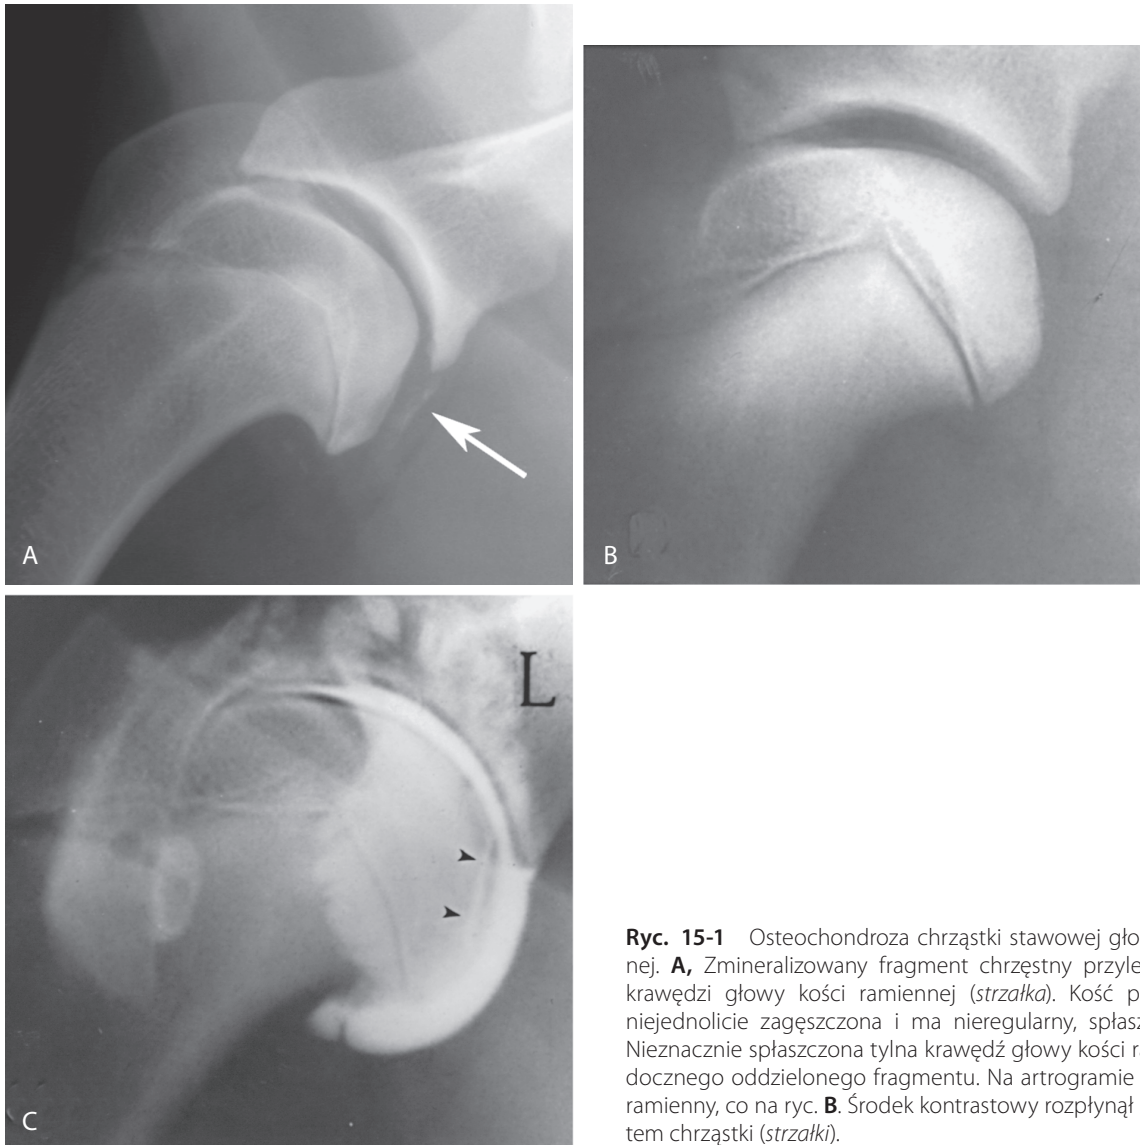 A
B
L
C
Ryc. 15-1 Osteochondroza chrząstki stawowej gło
nej. A, Zmineralizowany fragment chrzęstny przyle
krawędzi głowy kości ramiennej (strzałka). Kość p
niejednolicie zagęszczona i ma nieregularny, spłasz
Nieznacznie spłaszczona tylna krawędź głowy kości r
docznego oddzielonego fragmentu. Na artrogramie
ramienny, co na ryc. B. Środek kontrastowy rozpłynął
tem chrząstki (strzałki).